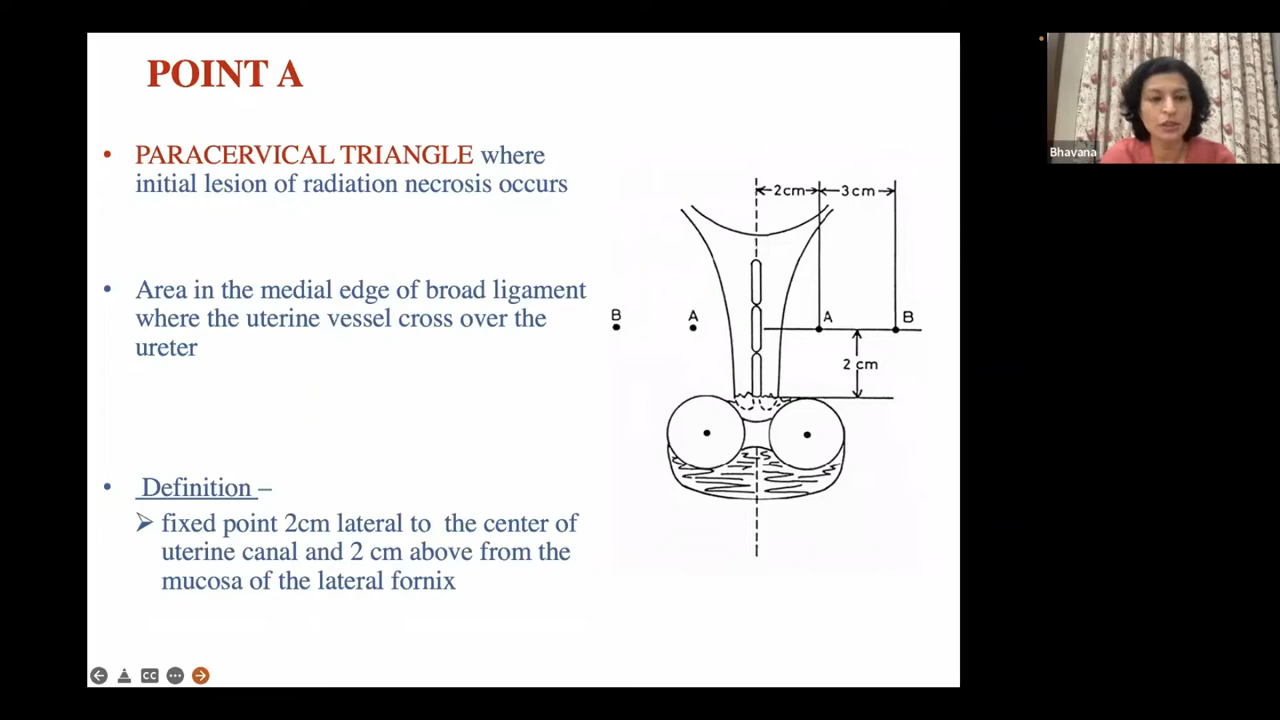 POINT A
• PARACERVICAL TRIANGLE where
initial lesion of radiation necrosis occurs
• Area in the medial edge of broad ligament
where the uterine vessel cross over the
ureter
• Definition –
➢ fixed point 2cm lateral to the center of
uterine canal and 2 cm above from the
mucosa of the lateral fornix
2cm 3cm
B A A B
2 cm
CC
Bhavana